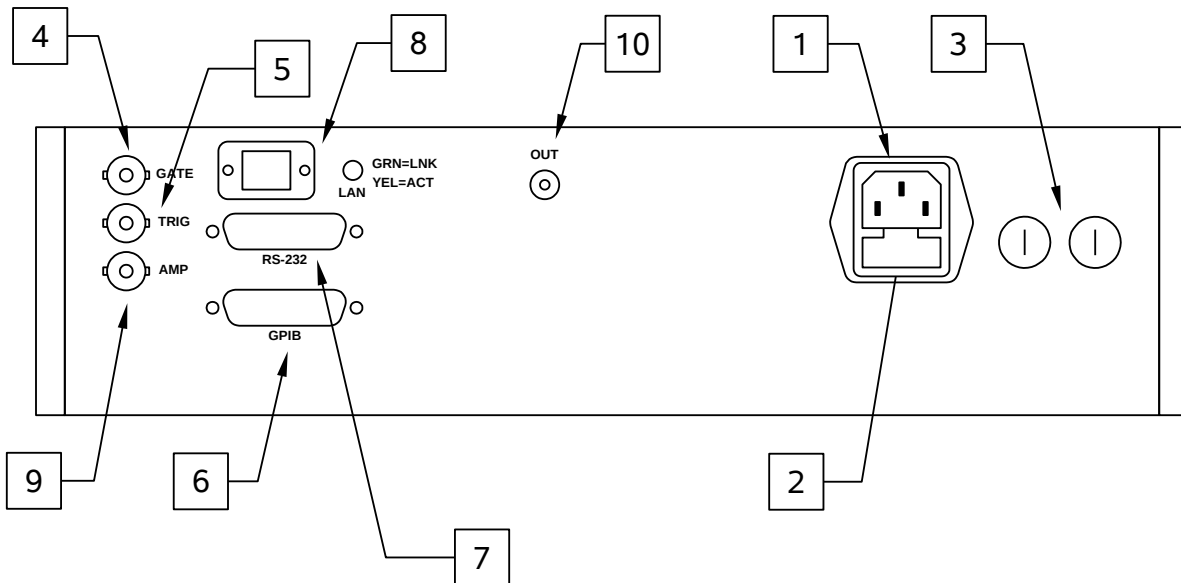 4
5
8
10
1
3
GATE
TRIG
AMP
GRN=LNK
YEL=ACT
LAN
RS-232
GPIB
OUT
9
6
7
2